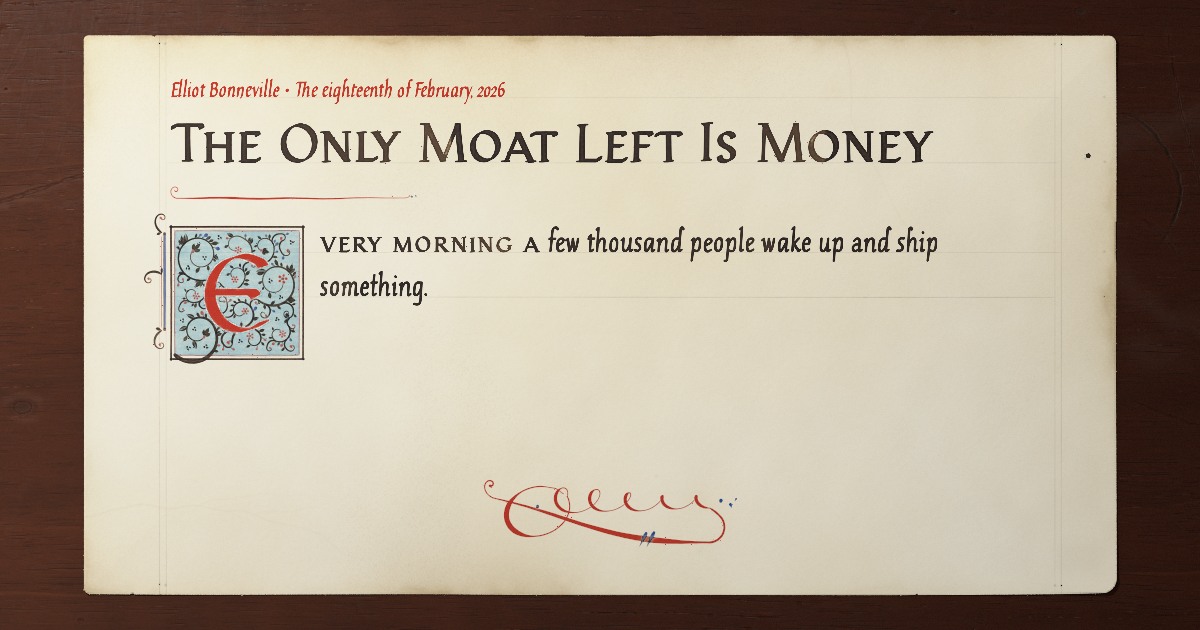 Elliot Bonneville · The eighteenth of February, 2026
The Only Moat Left Is Money
Every morning a few thousand people wake up and ship
something.